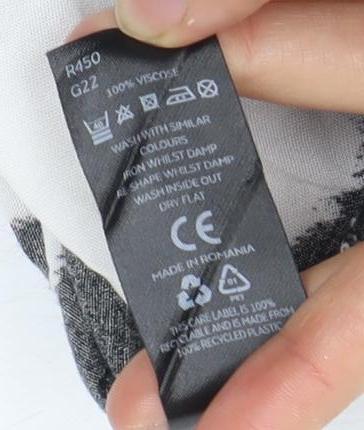 R450
G22
100% VISCOSE
40
WASH WITH SIMILAR
COLOURS
IRON WHILST DAMP
RE SHAPE WHILST DAMP
WASH INSIDE OUT
DRY FLAT
CE
MADE IN ROMANIA
01
PET
THIS CARE LABEL IS 100%
RECYCLABLE AND IS MADE FROM
100% RECYCLED PLASTIC